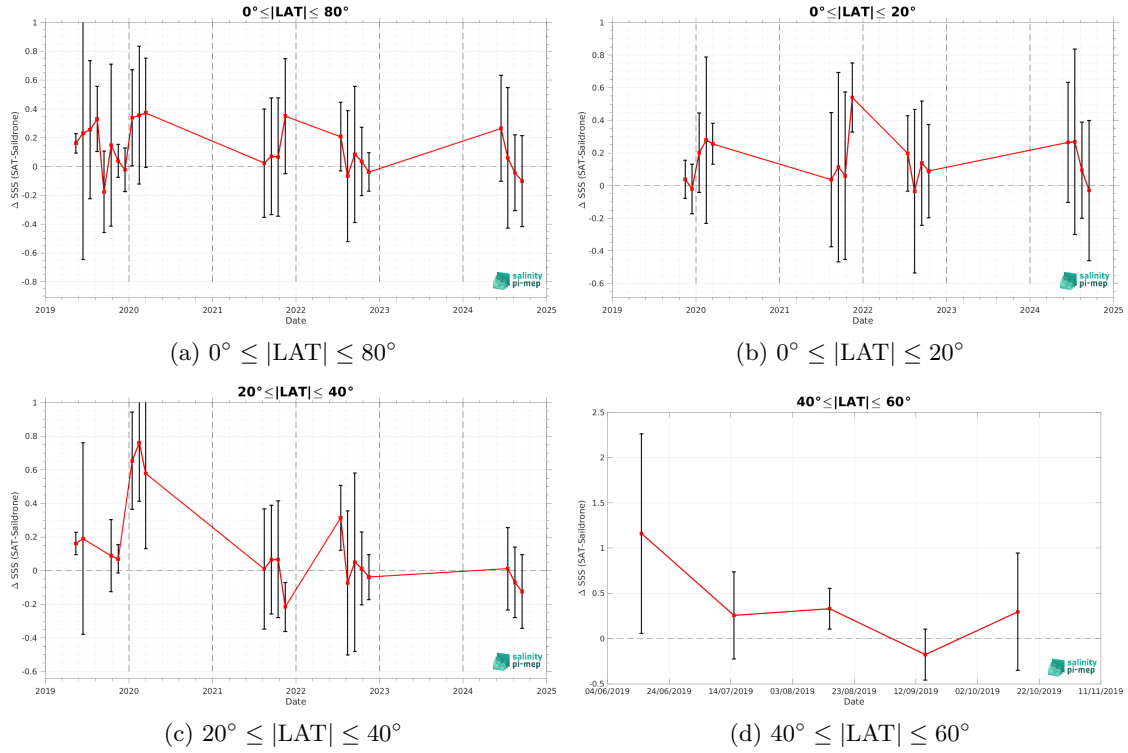 0°≤|LAT|≤ 80°
Δ SSS (SAT-Saildrone)
1
0.8
0.6
0.4
0.2
0
-0.2
-0.4
-0.6
-0.8
2019 2020 2021 2022 2023 2024 2025
Date
salinity
pi-mep
(a) 0° ≤ |LAT| ≤ 80°
0°≤|LAT|≤ 20°
Δ SSS (SAT-Saildrone)
1
0.8
0.6
0.4
0.2
0
-0.2
-0.4
-0.6
2019 2020 2021 2022 2023 2024 2025
Date
salinity
pi-mep
(b) 0° ≤ |LAT| ≤ 20°
20°≤|LAT|≤ 40°
Δ SSS (SAT-Saildrone)
1
0.8
0.6
0.4
0.2
0
-0.2
-0.4
-0.6
2019 2020 2021 2022 2023 2024 2025
Date
salinity
pi-mep
(c) 20° ≤ |LAT| ≤ 40°
40°≤|LAT|≤ 60°
Δ SSS (SAT-Saildrone)
2.5
2
1.5
1
0.5
0
-0.5
04/06/2019 24/06/2019 14/07/2019 03/08/2019 23/08/2019 12/09/2019 02/10/2019 22/10/2019 11/11/2019
Date
salinity
pi-mep
(d) 40° ≤ |LAT| ≤ 60°